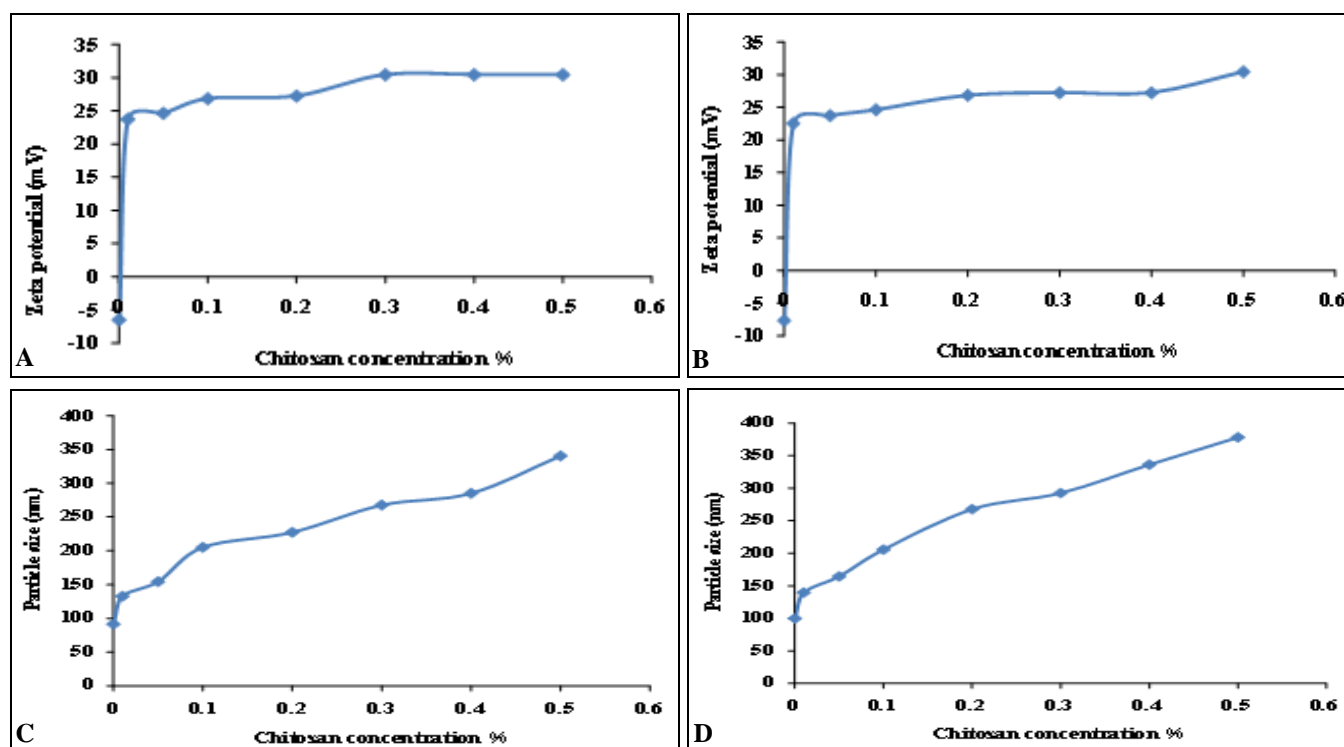 35
30
25
20
15
10
5
0
-5
-10
0 0.1 0.2 0.3 0.4 0.5 0.6
Zeta potential (mV)
Chitosan concentration %
A
35
30
25
20
15
10
5
0
-5
-10
0 0.1 0.2 0.3 0.4 0.5 0.6
Zeta potential (mV)
Chitosan concentration %
B
400
350
300
250
200
150
100
50
0
0 0.1 0.2 0.3 0.4 0.5 0.6
Particle size (nm)
Chitosan concentration %
C
400
350
300
250
200
150
100
50
0
0 0.1 0.2 0.3 0.4 0.5 0.6
Particle size (nm)
Chitosan concentration %
D